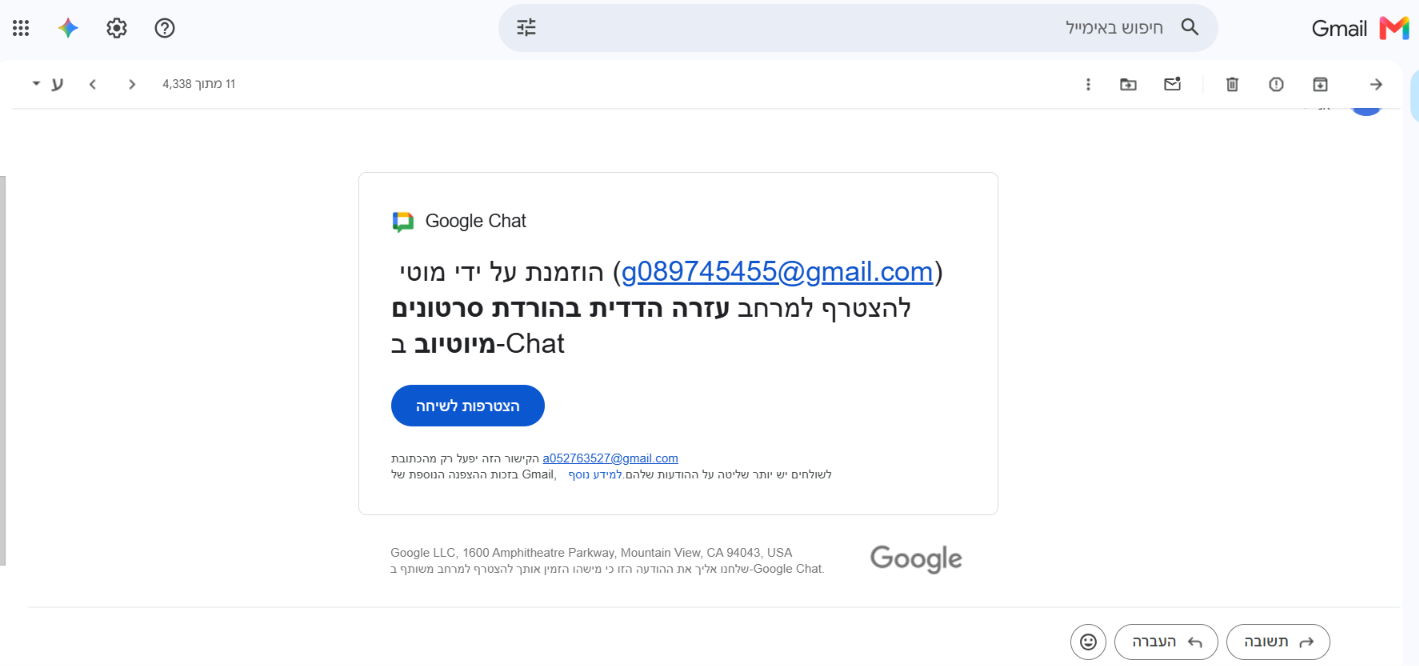 Gmail
חיפוש באימייל
11 מתוך 4,338
ע
Google Chat
הוזמנת על ידי מוטי (g089745455@gmail.com)
להצטרף למרחב עזרה הדדית בהורדת סרטונים
מיוטיוב ב-Chat
הצטרפות לשיחה
הקישור הזה יפעל רק מהכתובת a052763527@gmail.com
בזכות ההצפנה הנוספת של Gmail, לשולחים יש יותר שליטה על ההודעות שלהם.למידע נוסף
Google LLC, 1600 Amphitheatre Parkway, Mountain View, CA 94043, USA
שלחנו אליך את ההודעה הזו כי מישהו הזמין אותך להצטרף למרחב משותף ב-Google Chat.
Google
תשובה
העברה